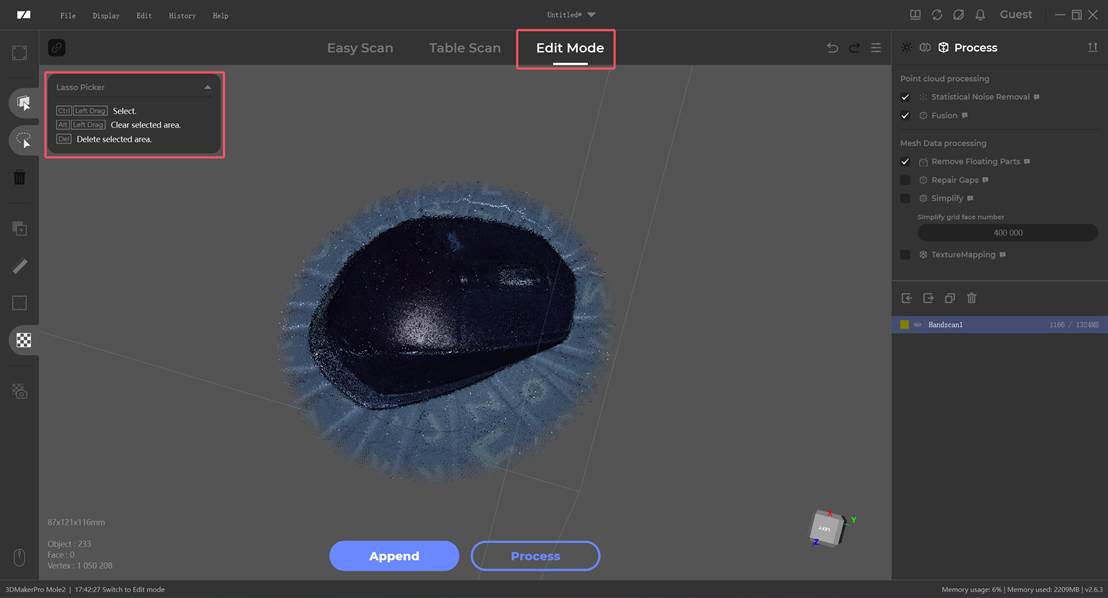 File Display Edit History Help
Untitled*
Guest
Easy Scan Table Scan Edit Mode
Process
Lasso Picker
Ctrl Left Drag Select.
Alt Left Drag Clear selected area.
Del Delete selected area.
Point cloud processing
Statistical Noise Removal
Fusion
Mesh Data processing
Remove Floating Parts
Repair Gaps
Simplify
Simplify grid face number
400 000
TextureMapping
Handscan1 1166 / 1324MB
87x121x116mm
Object : 233
Face : 0
Vertex : 1 050 208
Append Process
X
Y
Z
LEFT
3DMakerPro Mole2 | 17:42:27 Switch to Edit mode
Memory usage: 6% | Memory used: 2209MB | v2.6.3